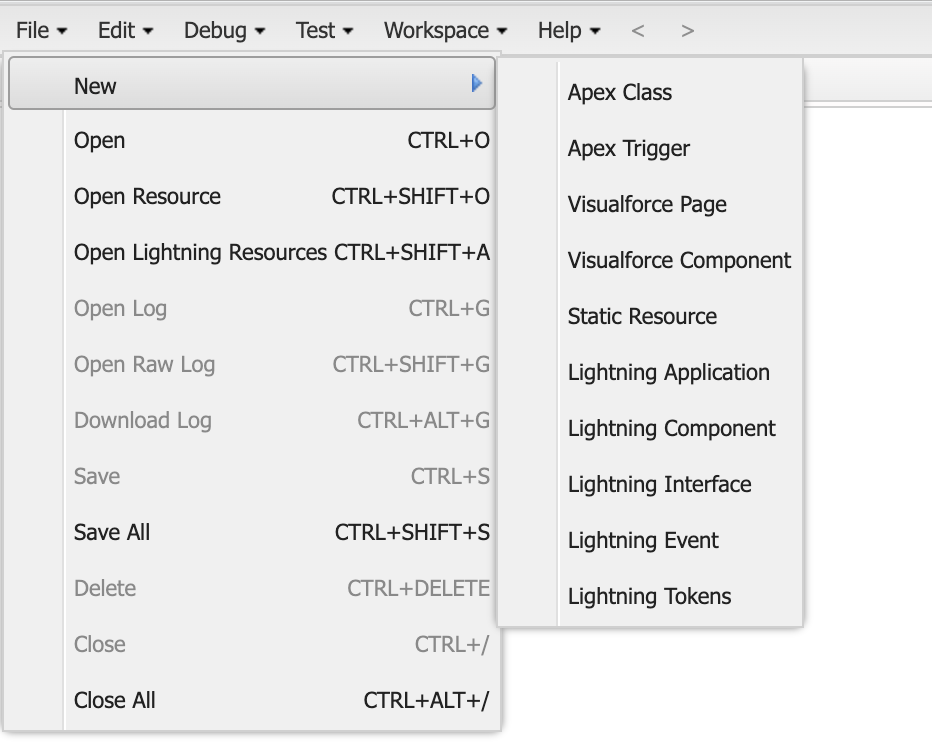 File Edit Debug Test Workspace Help < >
New
Open CTRL+O
Open Resource CTRL+SHIFT+O
Open Lightning Resources CTRL+SHIFT+A
Open Log CTRL+G
Open Raw Log CTRL+SHIFT+G
Download Log CTRL+ALT+G
Save CTRL+S
Save All CTRL+SHIFT+S
Delete CTRL+DELETE
Close CTRL+/
Close All CTRL+ALT+/
Apex Class
Apex Trigger
Visualforce Page
Visualforce Component
Static Resource
Lightning Application
Lightning Component
Lightning Interface
Lightning Event
Lightning Tokens